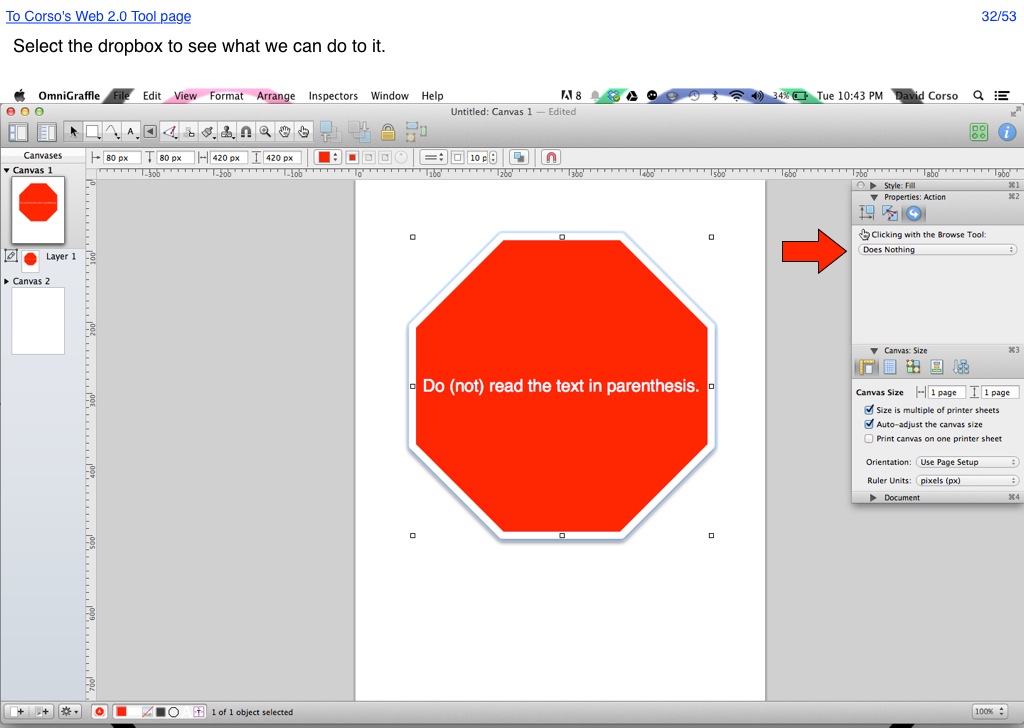 To Corso's Web 2.0 Tool page
32/53
Select the dropbox to see what we can do to it.
OmniGraffle File Edit View Format Arrange Inspectors Window Help
8 34% Tue 10:43 PM David Corso
Untitled: Canvas 1 — Edited
Canvases
80 px 80 px 420 px 420 px 10 p
Canvas 1
Layer 1
Canvas 2
-300 -200 -100 0 100 200 300 400 500 600 700 800 900
0
100
200
300
400
500
600
700
Do (not) read the text in parenthesis.
Style: Fill ⌘1
Properties: Action ⌘2
Clicking with the Browse Tool:
Does Nothing
Canvas: Size ⌘3
Canvas Size 1 page 1 page
Size is multiple of printer sheets
Auto-adjust the canvas size
Print canvas on one printer sheet
Orientation: Use Page Setup
Ruler Units: pixels (px)
Document ⌘4
1 of 1 object selected
100%